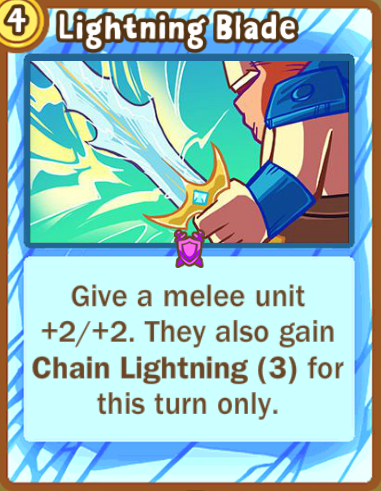 4
Lightning Blade
Give a melee unit
+2/+2. They also gain
Chain Lightning (3) for
this turn only.